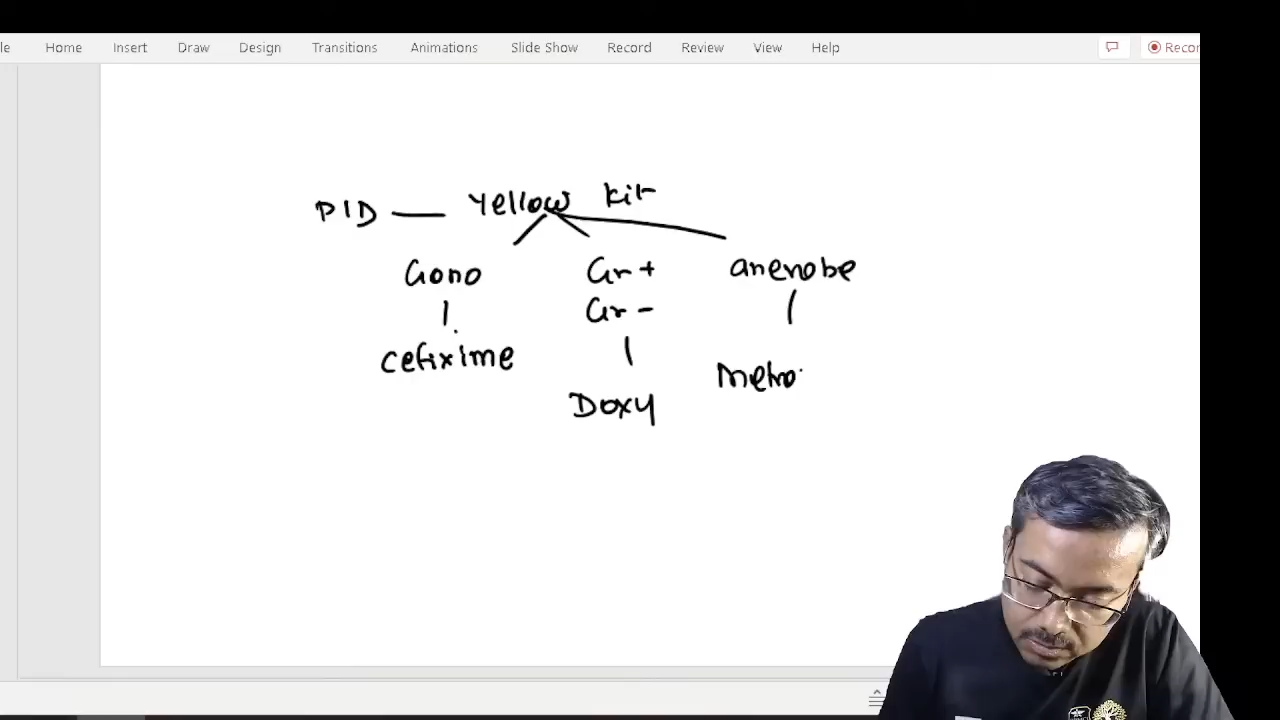 Home Insert Draw Design Transitions Animations Slide Show Record Review View Help
PID — Yellow kit
Gono Gr + anerobe
Gr -
cefixime
Metro
Doxy